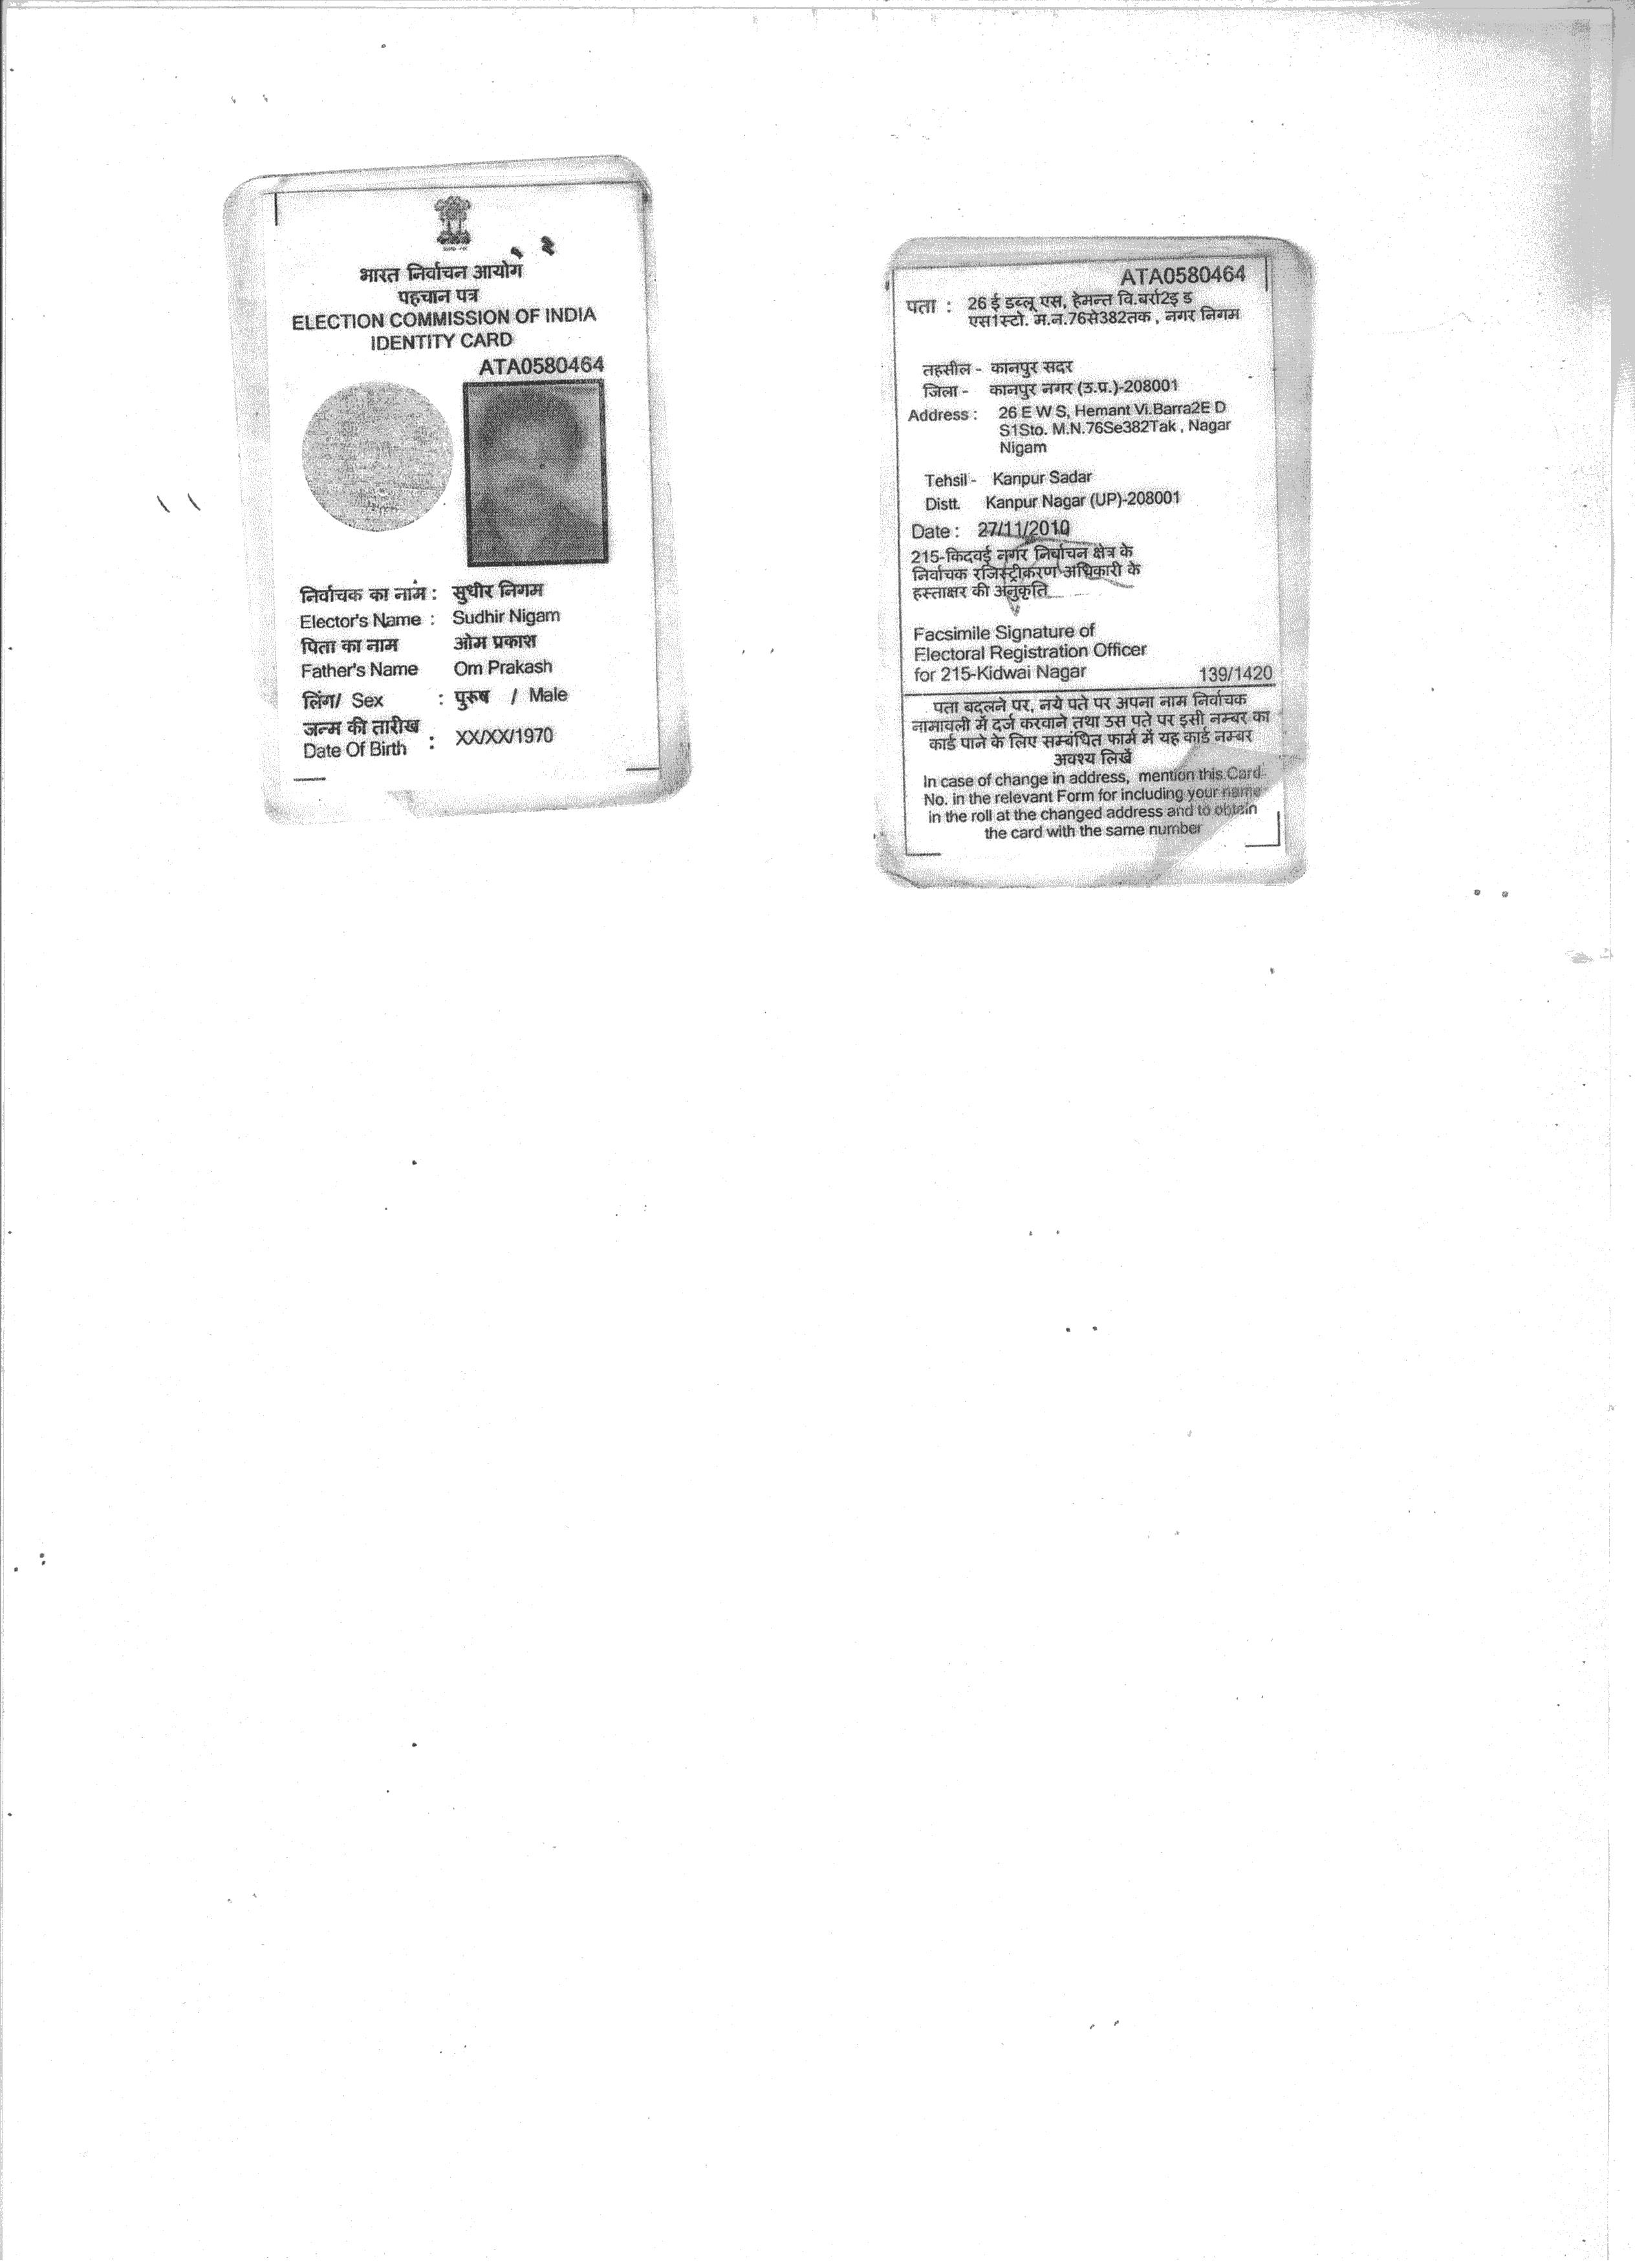 भारत निर्वाचन आयोग
पहचान पत्र
ELECTION COMMISSION OF INDIA
IDENTITY CARD
ATA0580464
निर्वाचक का नाम : सुधीर निगम
Elector's Name : Sudhir Nigam
पिता का नाम ओम प्रकाश
Father's Name Om Prakash
लिंग/ Sex : पुरुष / Male
जन्म की तारीख
Date Of Birth : XX/XX/1970
ATA0580464
पता : 26 ई डब्लू एस, हेमन्त वि.बर्रा2इ ड
एस1स्टो. म.न.76से382तक , नगर निगम
तहसील - कानपुर सदर
जिला - कानपुर नगर (उ.प्र.)-208001
Address : 26 E W S, Hemant Vi.Barra2E D
S1Sto. M.N.76Se382Tak , Nagar
Nigam
Tehsil - Kanpur Sadar
Distt. Kanpur Nagar (UP)-208001
Date : 27/11/2010
215-किदवई नगर निर्वाचन क्षेत्र के
निर्वाचक रजिस्ट्रीकरण अधिकारी के
हस्ताक्षर की अनुकृति
Facsimile Signature of
Electoral Registration Officer
for 215-Kidwai Nagar 139/1420
पता बदलने पर, नये पते पर अपना नाम निर्वाचक
नामावली में दर्ज करवाने तथा उस पते पर इसी नम्बर का
कार्ड पाने के लिए सम्बंधित फार्म में यह कार्ड नम्बर
अवश्य लिखें
In case of change in address, mention this Card
No. in the relevant Form for including your name
in the roll at the changed address and to obtain
the card with the same number